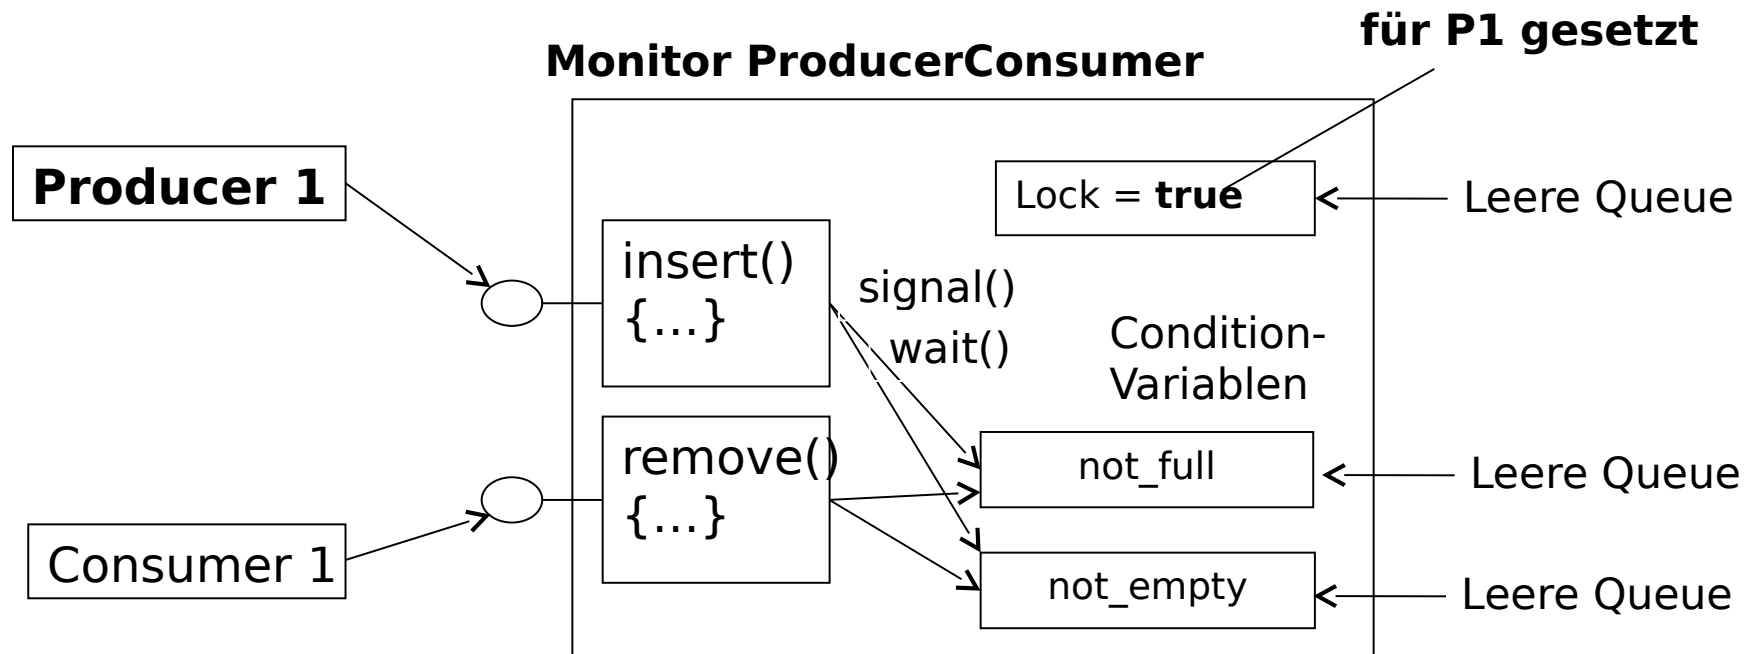 für P1 gesetzt
Monitor ProducerConsumer
Producer 1
Lock = true
Leere Queue
insert()
{...}
signal()
wait()
Condition-
Variablen
remove()
{...}
not_full
Leere Queue
Consumer 1
not_empty
Leere Queue